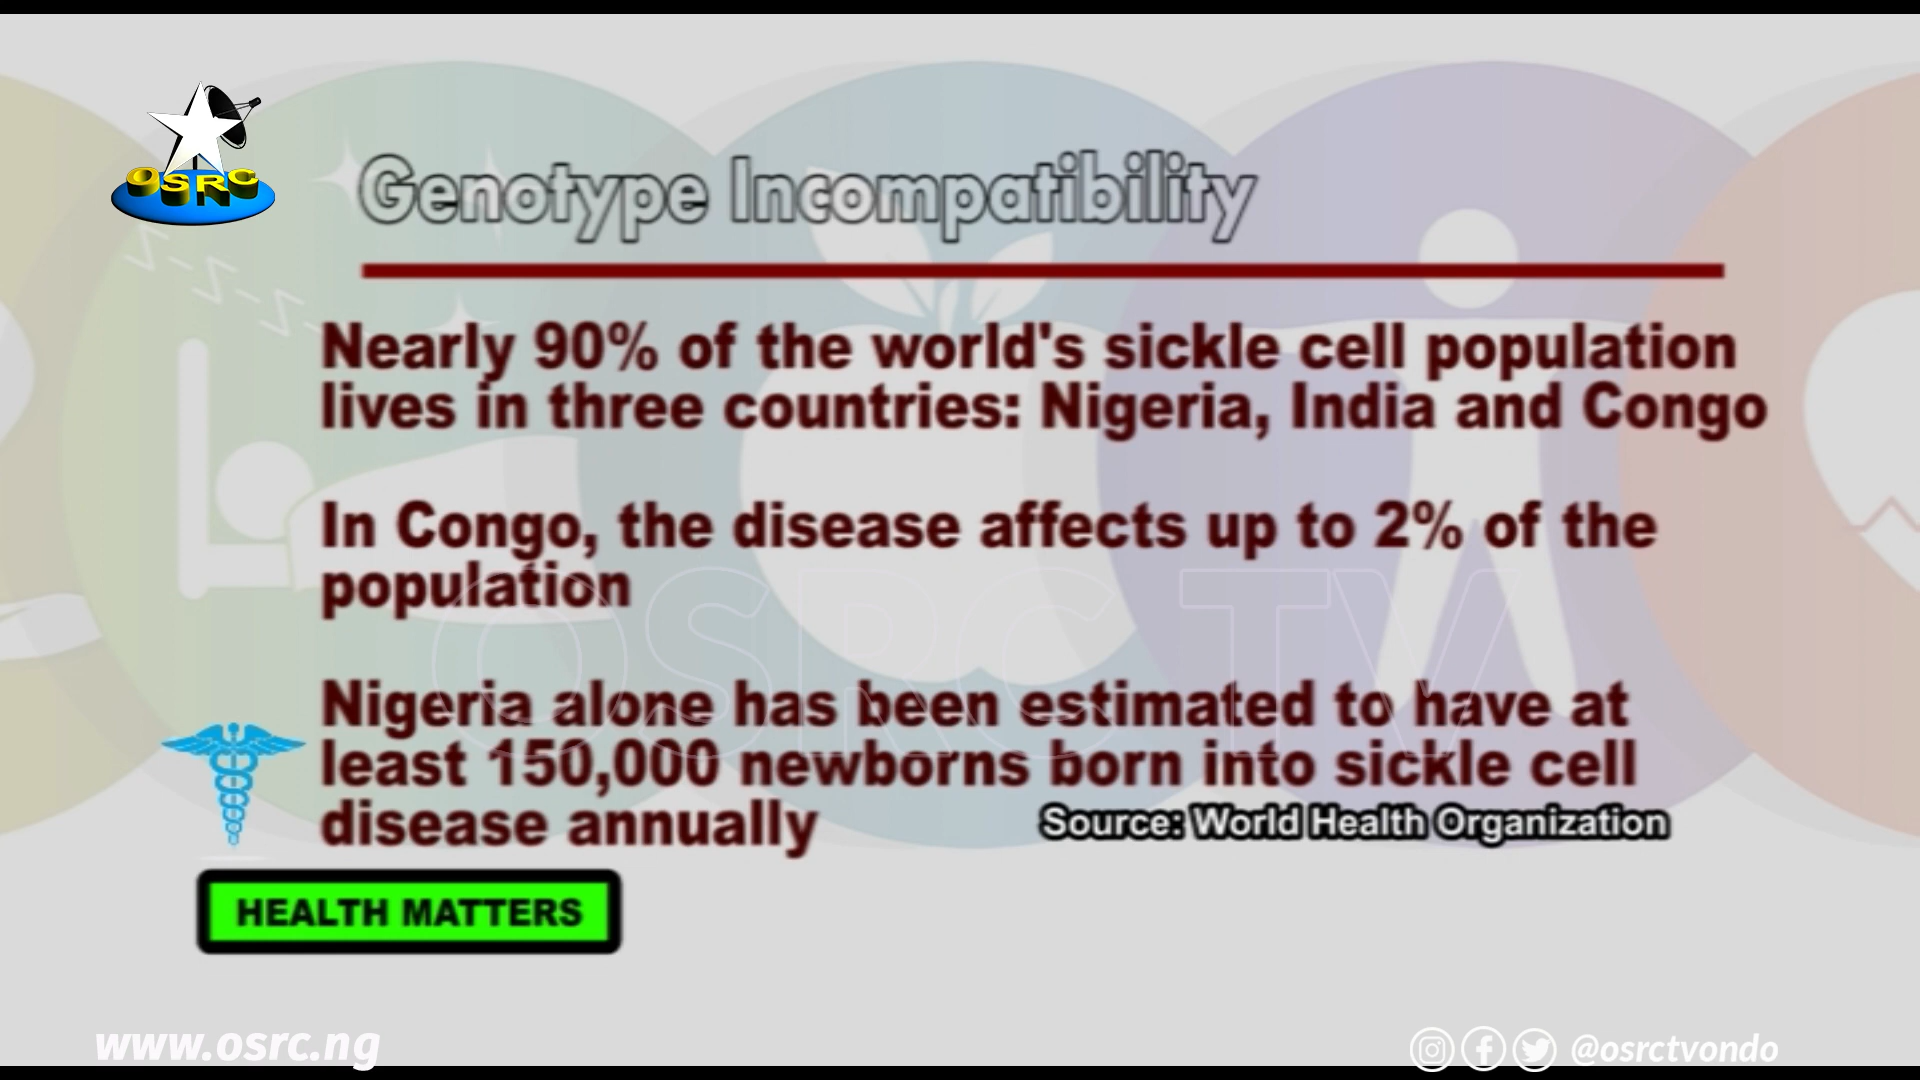 OSRC
Genotype Incompatibility
Nearly 90% of the world's sickle cell population
lives in three countries: Nigeria, India and Congo
In Congo, the disease affects up to 2% of the
population
OSRC TV
Nigeria alone has been estimated to have at
least 150,000 newborns born into sickle cell
disease annually
Source: World Health Organization
HEALTH MATTERS
www.osrc.ng
@osrctvondo